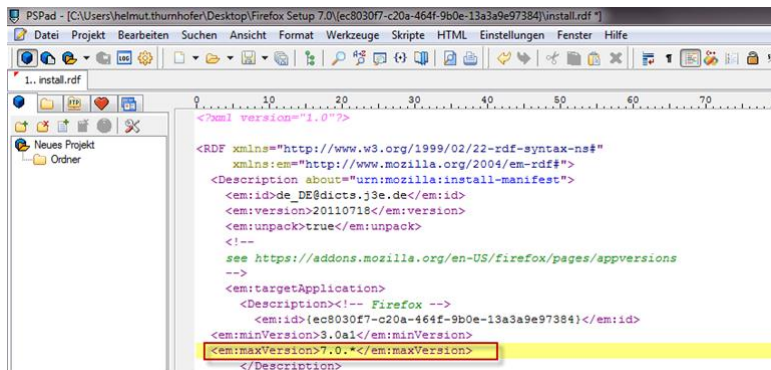 PSPad - [C:\Users\helmut.thurnhofer\Desktop\Firefox Setup 7.0\{ec8030f7-c20a-464f-9b0e-13a3a9e97384}\install.rdf *]
Datei Projekt Bearbeiten Suchen Ansicht Format Werkzeuge Skripte HTML Einstellungen Fenster Hilfe
LOG
1.. install.rdf
FTP
0 10 20 30 40 50 60 70
Neues Projekt
Ordner
<?xml version="1.0"?>
<RDF xmlns="http://www.w3.org/1999/02/22-rdf-syntax-ns#"
xmlns:em="http://www.mozilla.org/2004/em-rdf#">
<Description about="urn:mozilla:install-manifest">
<em:id>de_DE@dicts.j3e.de</em:id>
<em:version>20110718</em:version>
<em:unpack>true</em:unpack>
<!--
see https://addons.mozilla.org/en-US/firefox/pages/appversions
-->
<em:targetApplication>
<Description><!-- Firefox -->
<em:id>{ec8030f7-c20a-464f-9b0e-13a3a9e97384}</em:id>
<em:minVersion>3.0a1</em:minVersion>
<em:maxVersion>7.0.*</em:maxVersion>
</Description>